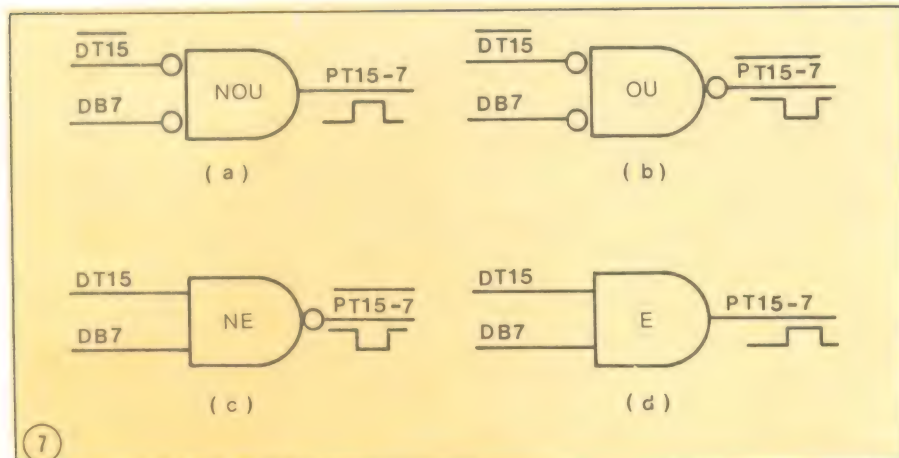 DT15
NOU
PT15-7
DB7
(a)
DT15
OU
PT15-7
DB7
(b)
DT15
NE
PT15-7
DB7
(c)
DT15
E
PT15-7
DB7
(d)
7